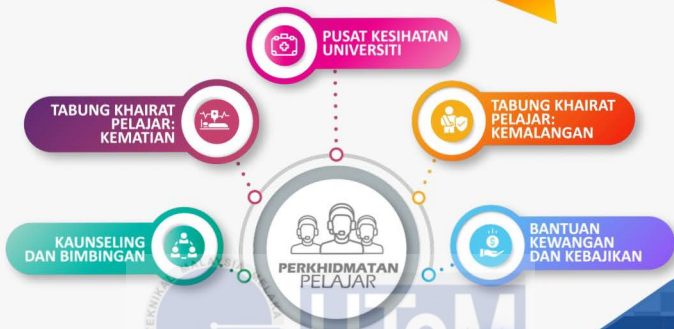 PUSAT KESIHATAN
UNIVERSITI
TABUNG KHAIRAT
PELAJAR:
KEMATIAN
TABUNG KHAIRAT
PELAJAR:
KEMALANGAN
KAUNSELING
DAN BIMBINGAN
BANTUAN
KEWANGAN
DAN KEBAJIKAN
PERKHIDMATAN
PELAJAR
UTeM